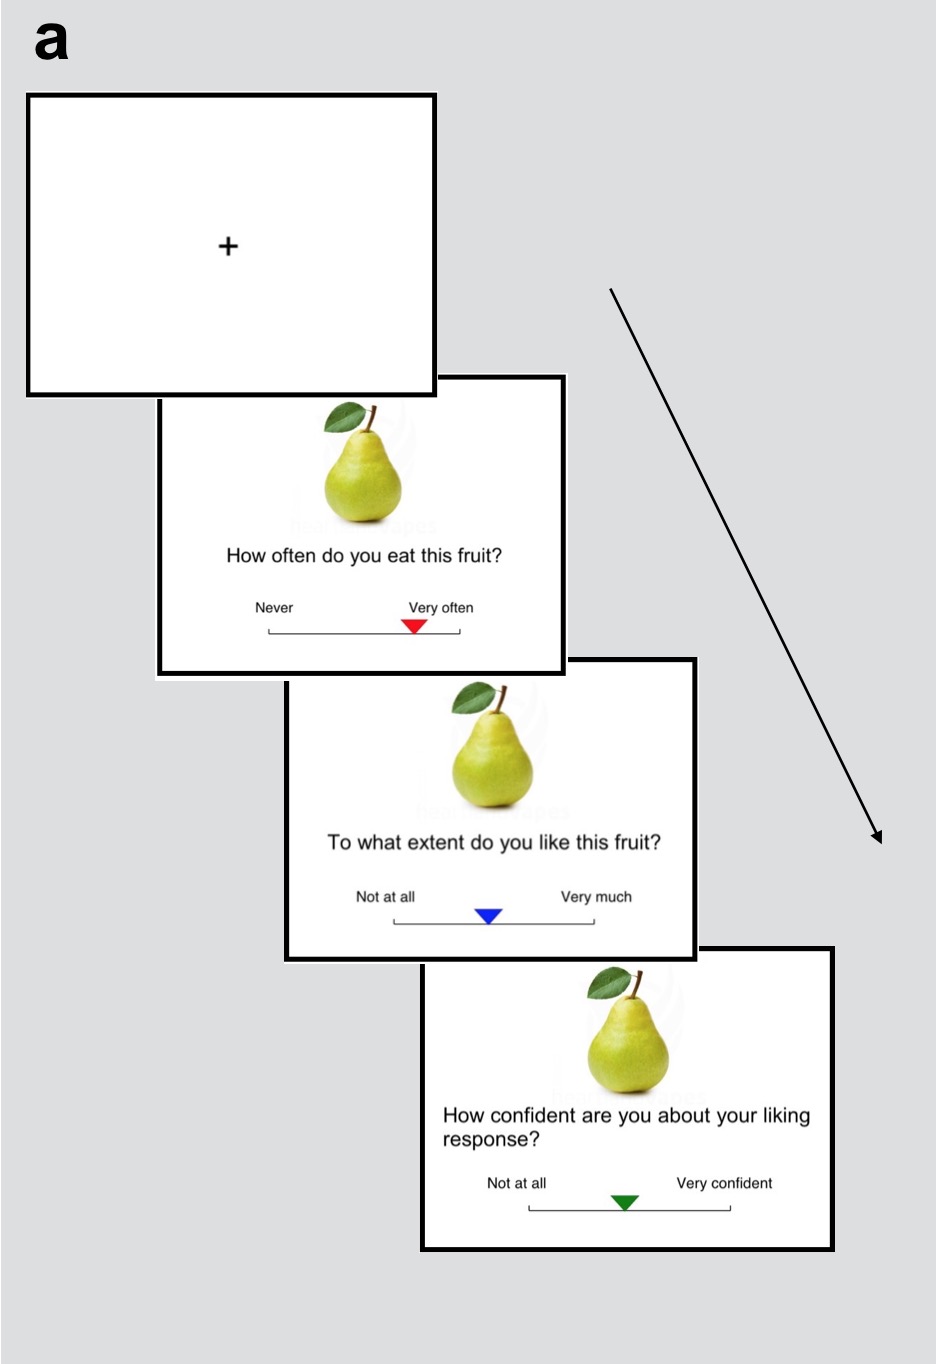 a
+
How often do you eat this fruit?
Never Very often
To what extent do you like this fruit?
Not at all Very much
How confident are you about your liking
response?
Not at all Very confident